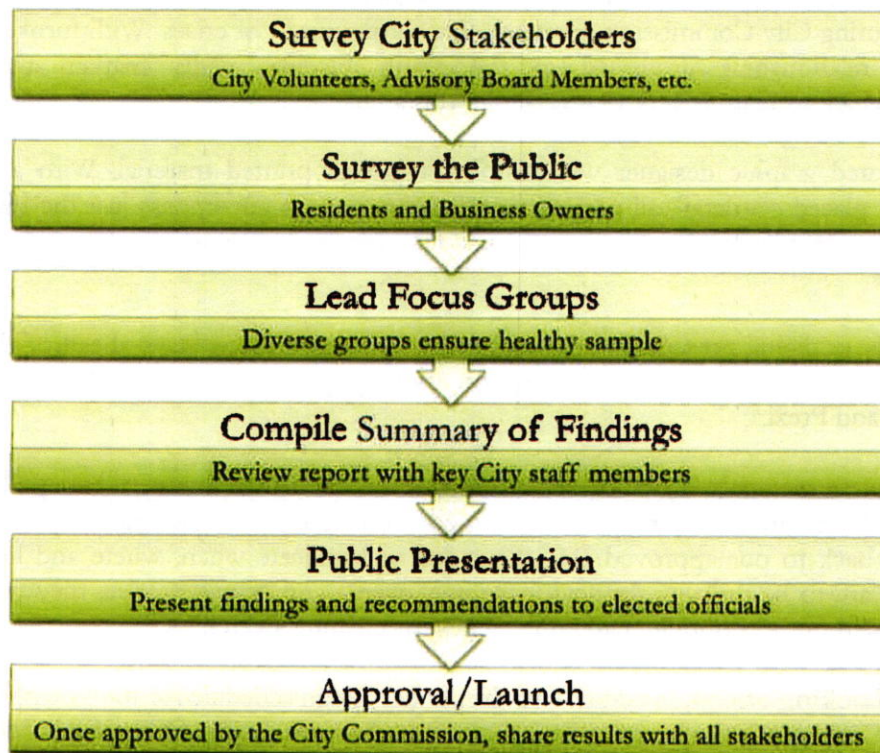 Survey City Stakeholders
City Volunteers, Advisory Board Members, etc.
Survey the Public
Residents and Business Owners
Lead Focus Groups
Diverse groups ensure healthy sample
Compile Summary of Findings
Review report with key City staff members
and
Public Presentation
Present findings and recommendations to elected officials
Approval/Launch
Once approved by the City Commission, share results with all stakeholders